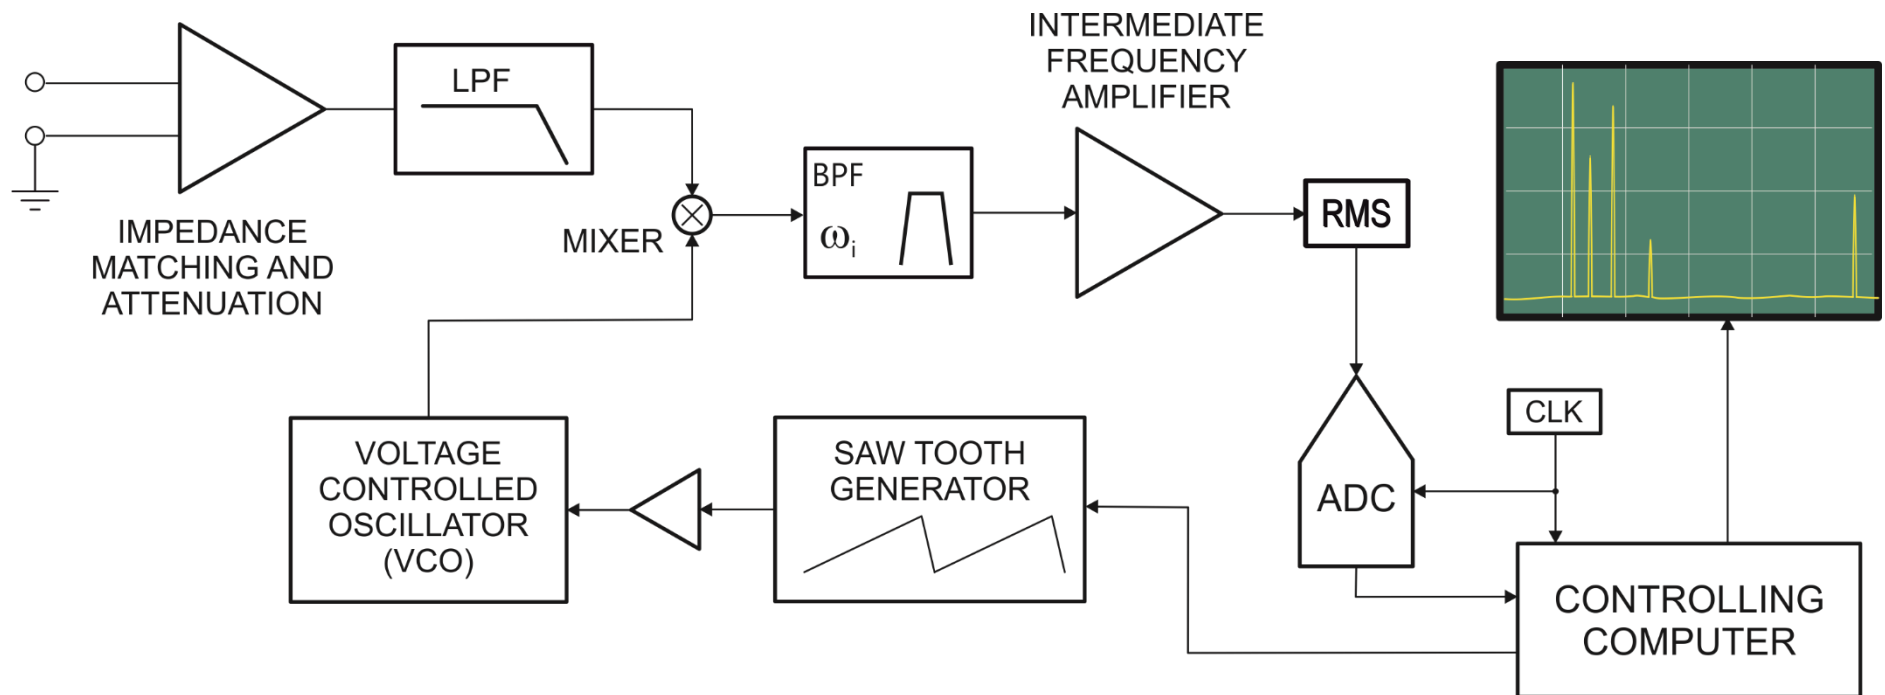 INTERMEDIATE
FREQUENCY
AMPLIFIER
LPF
IMPEDANCE
MATCHING AND
ATTENUATION
MIXER
BPF
ωi
RMS
VOLTAGE
CONTROLLED
OSCILLATOR
(VCO)
SAW TOOTH
GENERATOR
ADC
CLK
CONTROLLING
COMPUTER